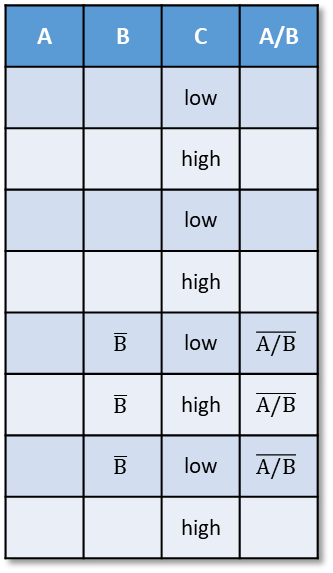 A B C A/B
low
high
low
high
B̅ low A̅/̅B̅
B̅ high A̅/̅B̅
B̅ low A̅/̅B̅
high